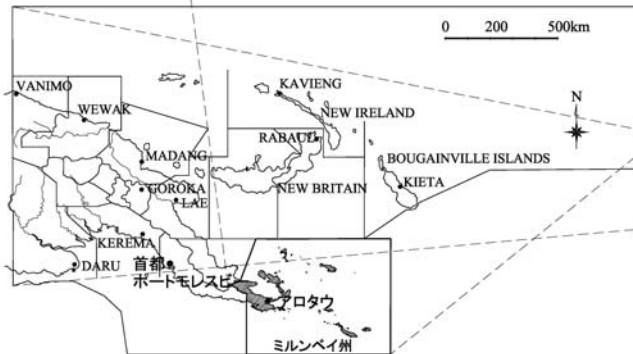 0 200 500km
N
VANIMO
WEWAK
KAVIENG
NEW IRELAND
RABAUL
MADANG
BOUGAINVILLE ISLANDS
GOROKA
KIETA
NEW BRITAIN
LAE
KEREMA
DARU
首都
ポートモレスビー
アロタウ
ミルンベイ州